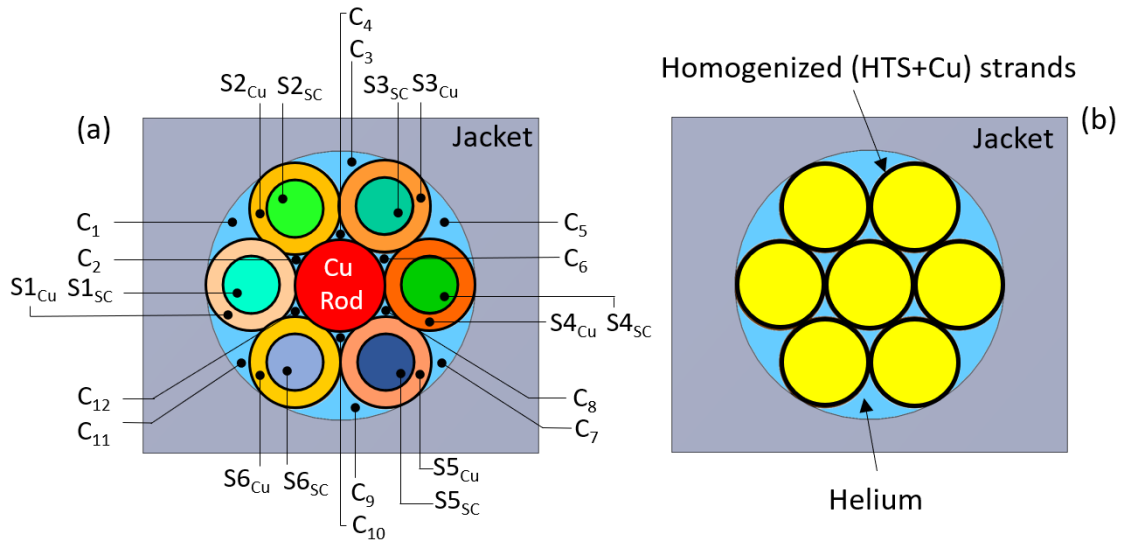 (a)
C₄
C₃
S2Cu S2SC S3SC S3Cu
Jacket
C₁
C₅
C₂
C₆
Cu
Rod
S1Cu S1SC
S4Cu S4SC
C₁₂
C₁₁
C₈
C₇
S6Cu S6SC
S5Cu
S5SC
C₉
C₁₀
Homogenized (HTS+Cu) strands
(b)
Jacket
Helium